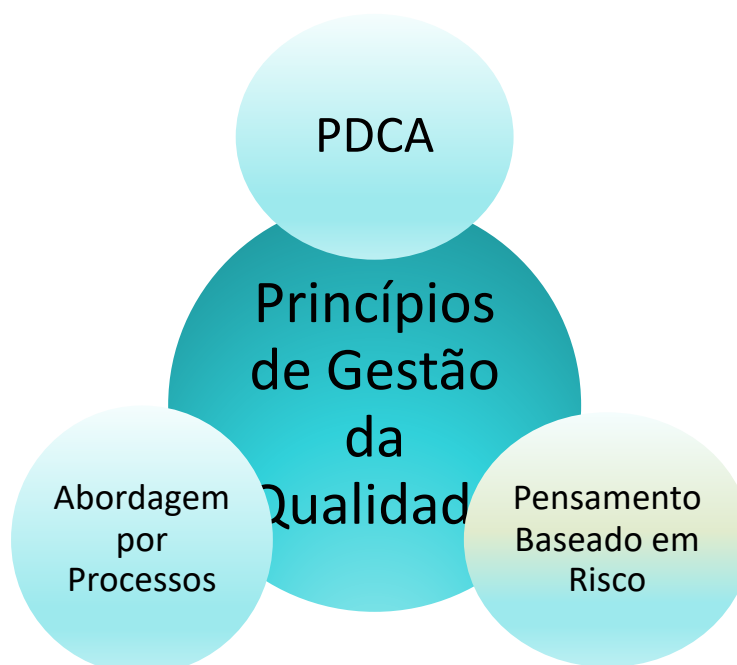 PDCA
Princípios
de Gestão
da
Qualidad
Abordagem
por
Processos
Pensamento
Baseado em
Risco